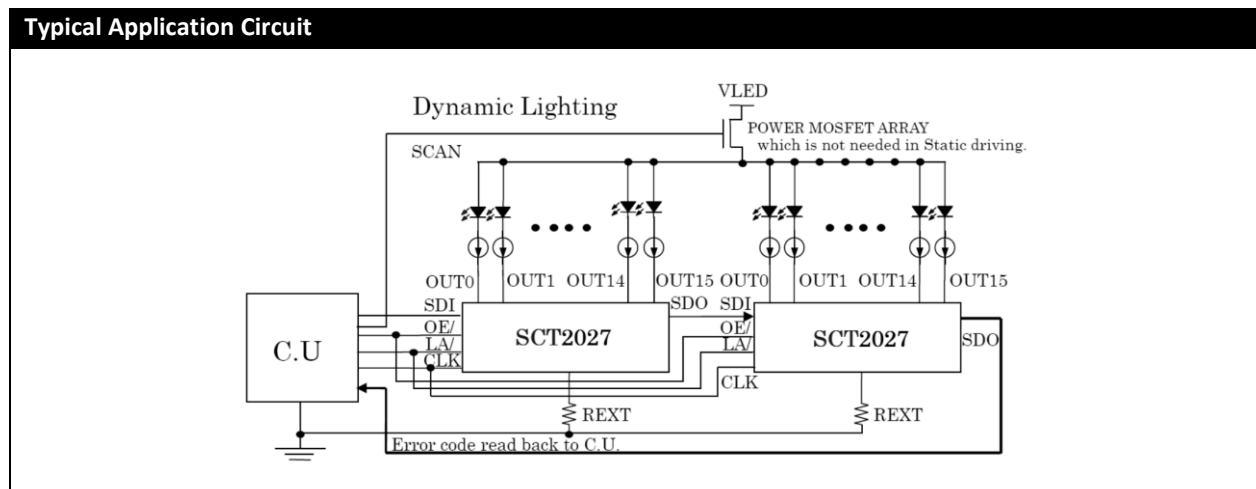 Typical Application Circuit
Dynamic Lighting
VLED
POWER MOSFET ARRAY
which is not needed in Static driving.
SCAN
OUT0 OUT1 OUT14 OUT15 OUT0 OUT1 OUT14 OUT15
SDI
OE/
LA/
CLK
C.U
SCT2027
SDO
SDI
OE/
LA/
CLK
SCT2027
SDO
REXT
REXT
Error code read back to C.U.